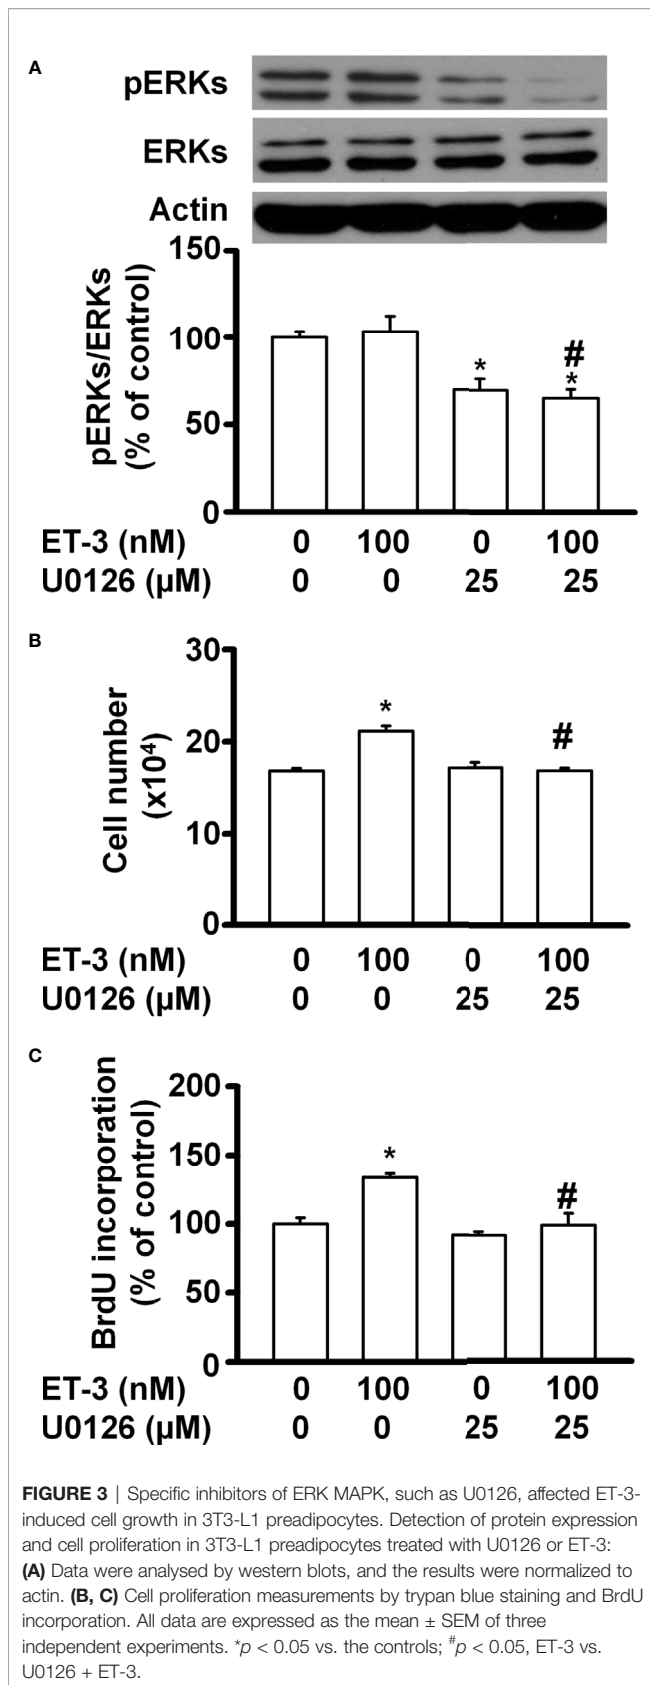 A
pERKs
ERKs
Actin
pERKs/ERKs
(% of control)
150
100
50
0
*
#
*
ET-3 (nM) 0 100 0 100
U0126 (µM) 0 0 25 25
B
Cell number
(x10⁴)
30
20
10
0
*
#
ET-3 (nM) 0 100 0 100
U0126 (µM) 0 0 25 25
C
BrdU incorporation
(% of control)
200
150
100
50
0
*
#
ET-3 (nM) 0 100 0 100
U0126 (µM) 0 0 25 25
FIGURE 3 | Specific inhibitors of ERK MAPK, such as U0126, affected ET-3-
induced cell growth in 3T3-L1 preadipocytes. Detection of protein expression
and cell proliferation in 3T3-L1 preadipocytes treated with U0126 or ET-3:
(A) Data were analysed by western blots, and the results were normalized to
actin. (B, C) Cell proliferation measurements by trypan blue staining and BrdU
incorporation. All data are expressed as the mean ± SEM of three
independent experiments. *p < 0.05 vs. the controls; #p < 0.05, ET-3 vs.
U0126 + ET-3.